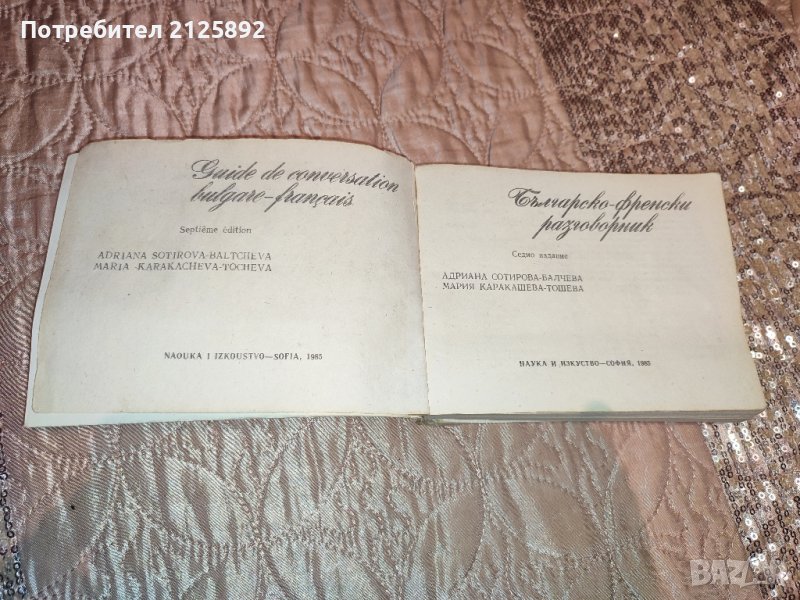 Потребител 2125892
Guide de conversation
bulgare-français
Septième édition
ADRIANA SOTIROVA-BALTCHEVA
MARIA KARAKACHEVA-TOCHEVA
NAOUKA I IZKOUSTVO—SOFIA, 1985
Българско-френски
разговорник
Седмо издание
АДРИАНА СОТИРОВА-БАЛЧЕВА
МАРИЯ КАРАКАШЕВА-ТОШЕВА
НАУКА И ИЗКУСТВО—СОФИЯ, 1985
BAZAR